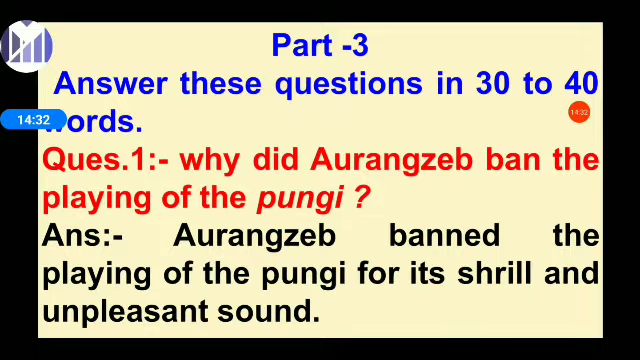 Part -3
Answer these questions in 30 to 40
14:32
14:32
words.
Ques.1:- why did Aurangzeb ban the
playing of the pungi ?
Ans:- Aurangzeb banned the
playing of the pungi for its shrill and
unpleasant sound.